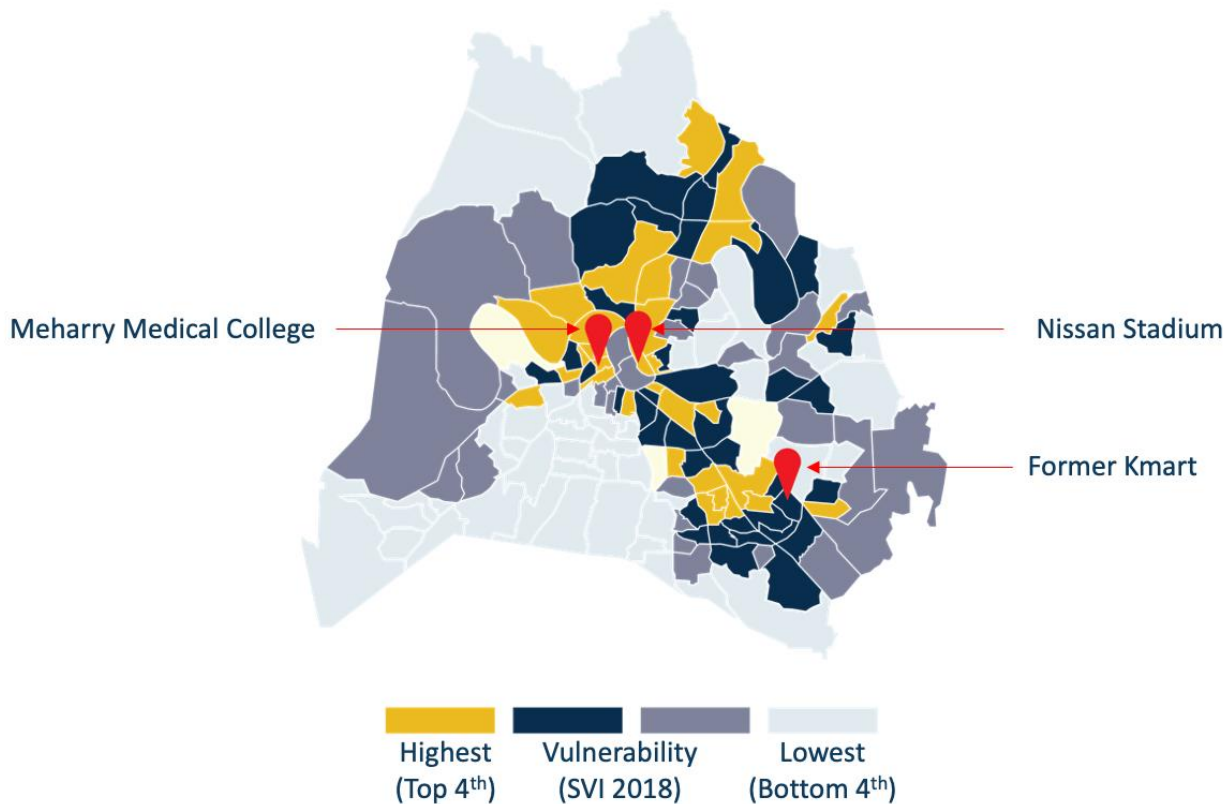 Meharry Medical College
Nissan Stadium
Former Kmart
Highest Vulnerability Lowest
(Top 4th) (SVI 2018) (Bottom 4th)